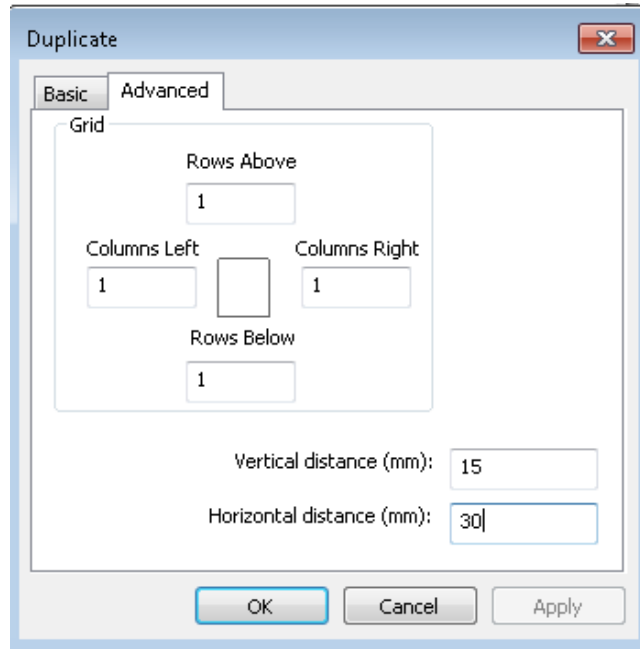 Duplicate
Basic Advanced
Grid
Rows Above
1
Columns Left Columns Right
1 1
Rows Below
1
Vertical distance (mm): 15
Horizontal distance (mm): 30
OK Cancel Apply